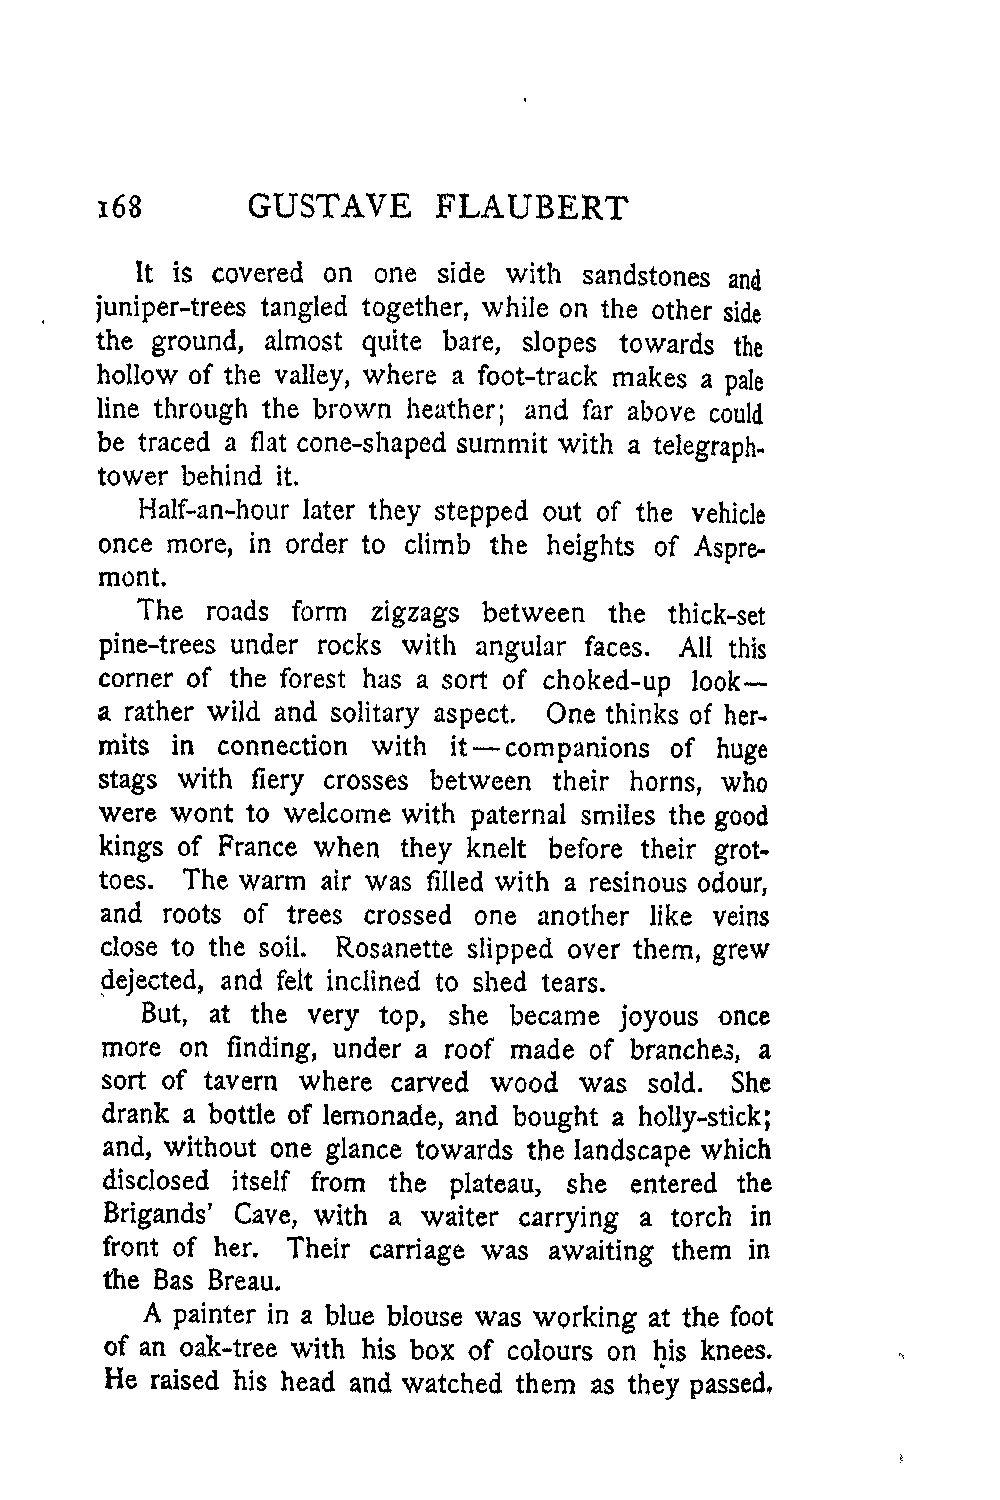 168 GUSTAVE FLAUBERT
It is covered on one side with sandstones and
juniper-trees tangled together, while on the other side
the ground, almost quite bare, slopes towards the
hollow of the valley, where a foot-track makes a pale
line through the brown heather; and far above could
be traced a flat cone-shaped summit with a telegraph-
tower behind it.
Half-an-hour later they stepped out of the vehicle
once more, in order to climb the heights of Aspre-
mont.
The roads form zigzags between the thick-set
pine-trees under rocks with angular faces. All this
corner of the forest has a sort of choked-up look—
a rather wild and solitary aspect. One thinks of her-
mits in connection with it—companions of huge
stags with fiery crosses between their horns, who
were wont to welcome with paternal smiles the good
kings of France when they knelt before their grot-
toes. The warm air was filled with a resinous odour,
and roots of trees crossed one another like veins
close to the soil. Rosanette slipped over them, grew
dejected, and felt inclined to shed tears.
But, at the very top, she became joyous once
more on finding, under a roof made of branches, a
sort of tavern where carved wood was sold. She
drank a bottle of lemonade, and bought a holly-stick;
and, without one glance towards the landscape which
disclosed itself from the plateau, she entered the
Brigands' Cave, with a waiter carrying a torch in
front of her. Their carriage was awaiting them in
the Bas Breau.
A painter in a blue blouse was working at the foot
of an oak-tree with his box of colours on his knees.
He raised his head and watched them as they passed.